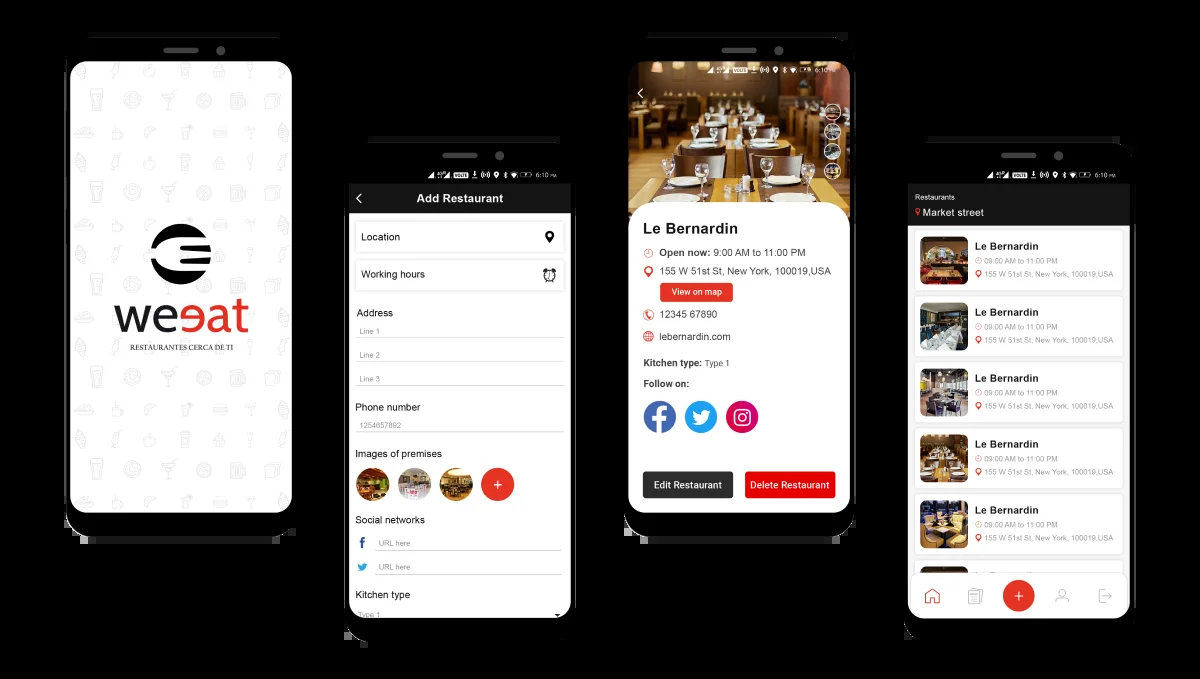 weeat
RESTAURANTES CERCA DE TI
VOLTE
6:10 PM
Add Restaurant
Location
Working hours
Address
Line 1
Line 2
Line 3
Phone number
1254657892
Images of premises
+
Social networks
URL here
URL here
Kitchen type
Type 1
VOLTE
6:10 PM
Le Bernardin
Open now: 9:00 AM to 11:00 PM
155 W 51st St, New York, 100019,USA
View on map
12345 67890
lebernardin.com
Kitchen type: Type 1
Follow on:
Edit Restaurant
Delete Restaurant
VOLTE
6:10 PM
Restaurants
Market street
Le Bernardin
09:00 AM to 11:00 PM
155 W 51st St, New York, 100019,USA
Le Bernardin
09:00 AM to 11:00 PM
155 W 51st St, New York, 100019,USA
Le Bernardin
09:00 AM to 11:00 PM
155 W 51st St, New York, 100019,USA
Le Bernardin
09:00 AM to 11:00 PM
155 W 51st St, New York, 100019,USA
Le Bernardin
09:00 AM to 11:00 PM
155 W 51st St, New York, 100019,USA
+